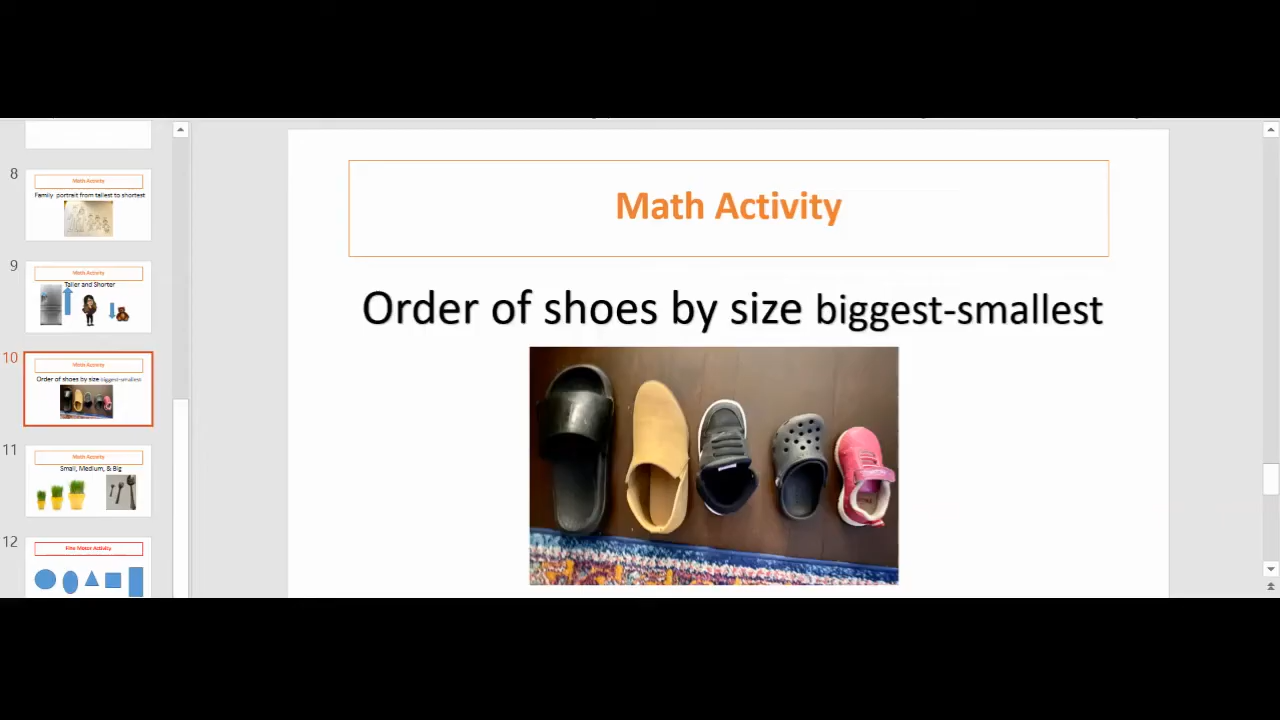 8
Math Activity
Family portrait from tallest to shortest
9
Math Activity
Taller and Shorter
10
Math Activity
Order of shoes by size biggest-smallest
11
Math Activity
Small, Medium, & Big
12
Fine Motor Activity
Math Activity
Order of shoes by size biggest-smallest